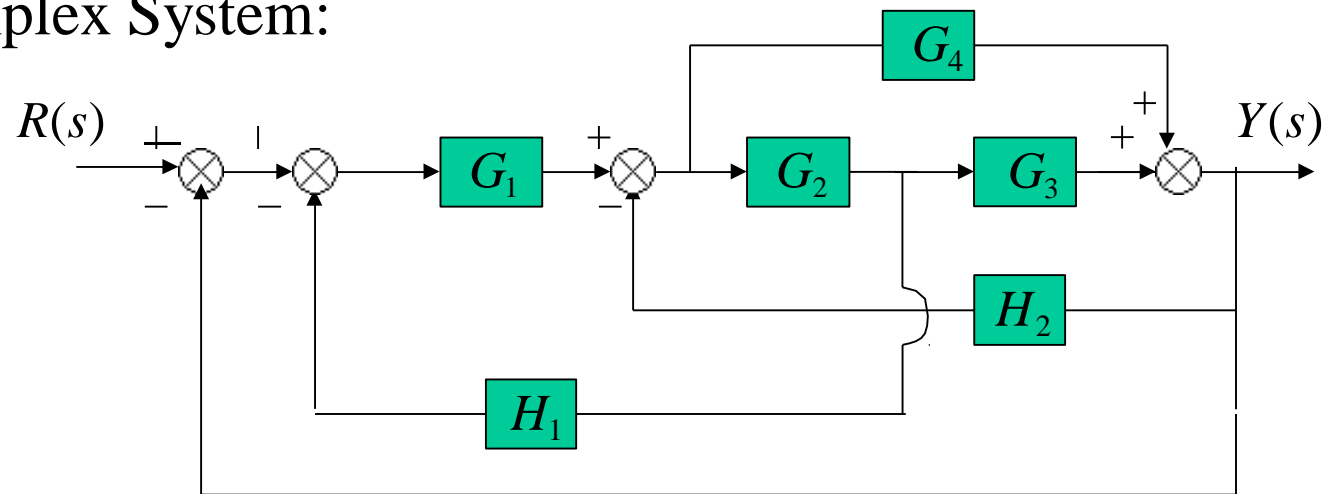 plex System:
G₄
R(s) + + + + + Y(s)
G₁ G₂ G₃
− − −
H₂
H₁